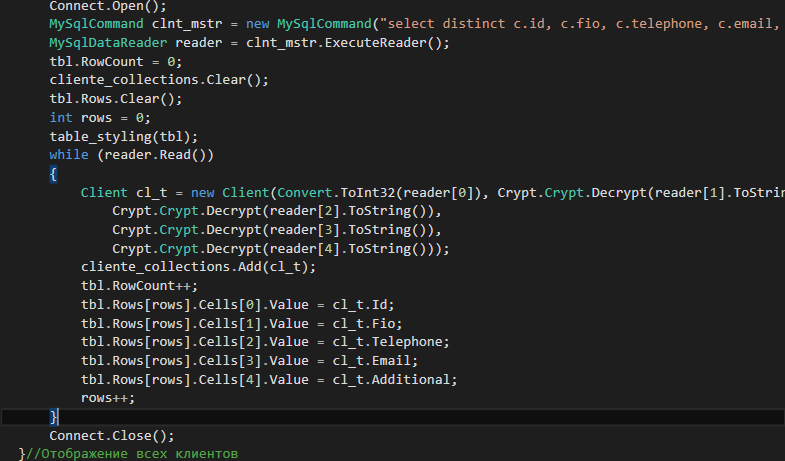 Connect.Open();
MySqlCommand clnt_mstr = new MySqlCommand("select distinct c.id, c.fio, c.telephone, c.email,
MySqlDataReader reader = clnt_mstr.ExecuteReader();
tbl.RowCount = 0;
cliente_collections.Clear();
tbl.Rows.Clear();
int rows = 0;
table_styling(tbl);
while (reader.Read())
{
Client cl_t = new Client(Convert.ToInt32(reader[0]), Crypt.Crypt.Decrypt(reader[1].ToStrin
Crypt.Crypt.Decrypt(reader[2].ToString()),
Crypt.Crypt.Decrypt(reader[3].ToString()),
Crypt.Crypt.Decrypt(reader[4].ToString()));
cliente_collections.Add(cl_t);
tbl.RowCount++;
tbl.Rows[rows].Cells[0].Value = cl_t.Id;
tbl.Rows[rows].Cells[1].Value = cl_t.Fio;
tbl.Rows[rows].Cells[2].Value = cl_t.Telephone;
tbl.Rows[rows].Cells[3].Value = cl_t.Email;
tbl.Rows[rows].Cells[4].Value = cl_t.Additional;
rows++;
}
Connect.Close();
}//Отображение всех клиентов